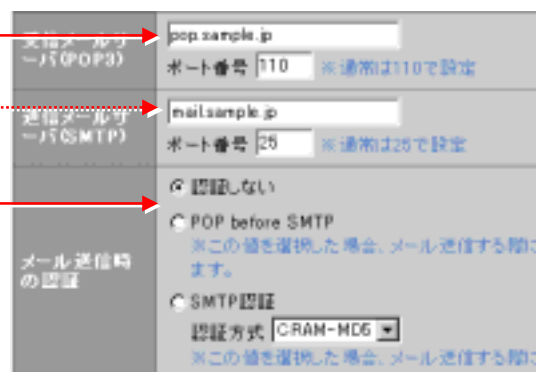 受信メールサ
ーバ(POP3)
pop.sample.jp
ポート番号 110 ※通常は110で設定
送信メールサ
ーバ(SMTP)
mail.sample.jp
ポート番号 25 ※通常は25で設定
メール送信時
の認証
認証しない
POP before SMTP
※この値を選択した場合、メール送信する際に
ます。
SMTP認証
認証方式 CRAM-MD5
※この値を選択した場合、メール送信する際に